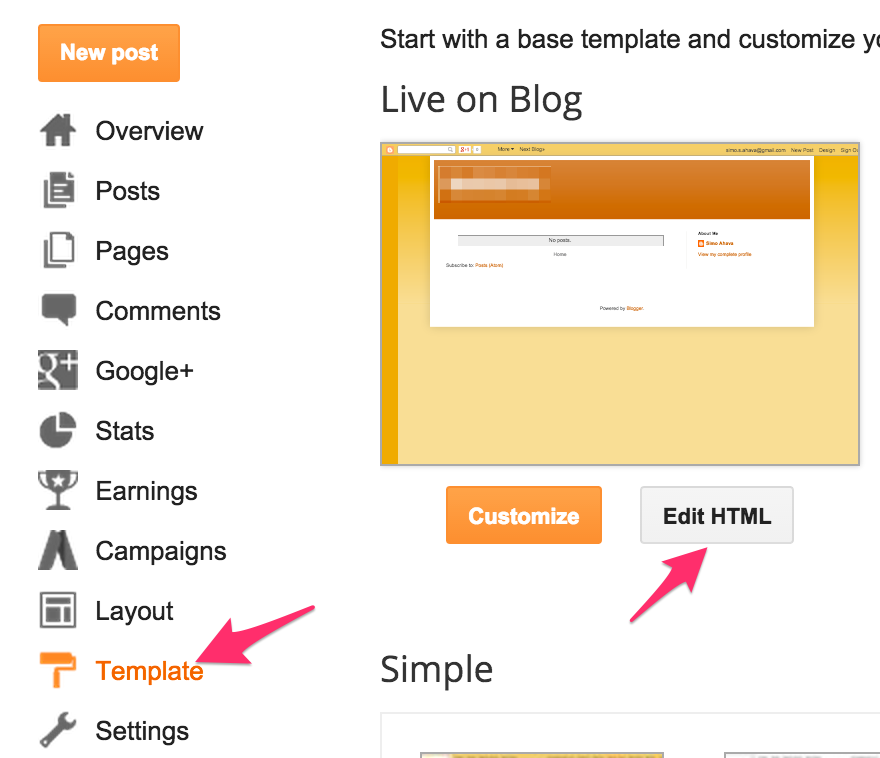 New post
Overview
Posts
Pages
Comments
Google+
Stats
Earnings
Campaigns
Layout
Template
Settings
Start with a base template and customize yo
Live on Blog
More Next Blog»
simo.s.ahava@gmail.com New Post Design Sign Ou
No posts.
Home
Subscribe to: Posts (Atom)
About Me
Simo Ahava
View my complete profile
Powered by Blogger.
Customize
Edit HTML
Simple